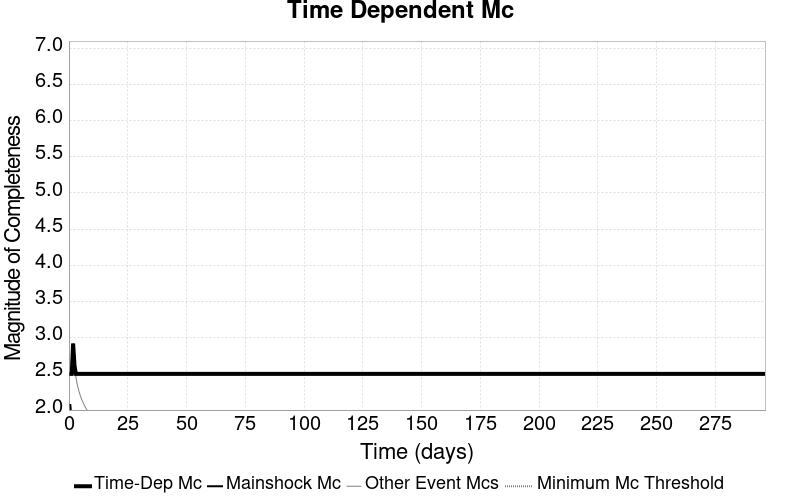 Time Dependent Mc
Magnitude of Completeness
7.0
6.5
6.0
5.5
5.0
4.5
4.0
3.5
3.0
2.5
2.0
0 25 50 75 100 125 150 175 200 225 250 275
Time (days)
Time-Dep Mc Mainshock Mc Other Event Mcs Minimum Mc Threshold